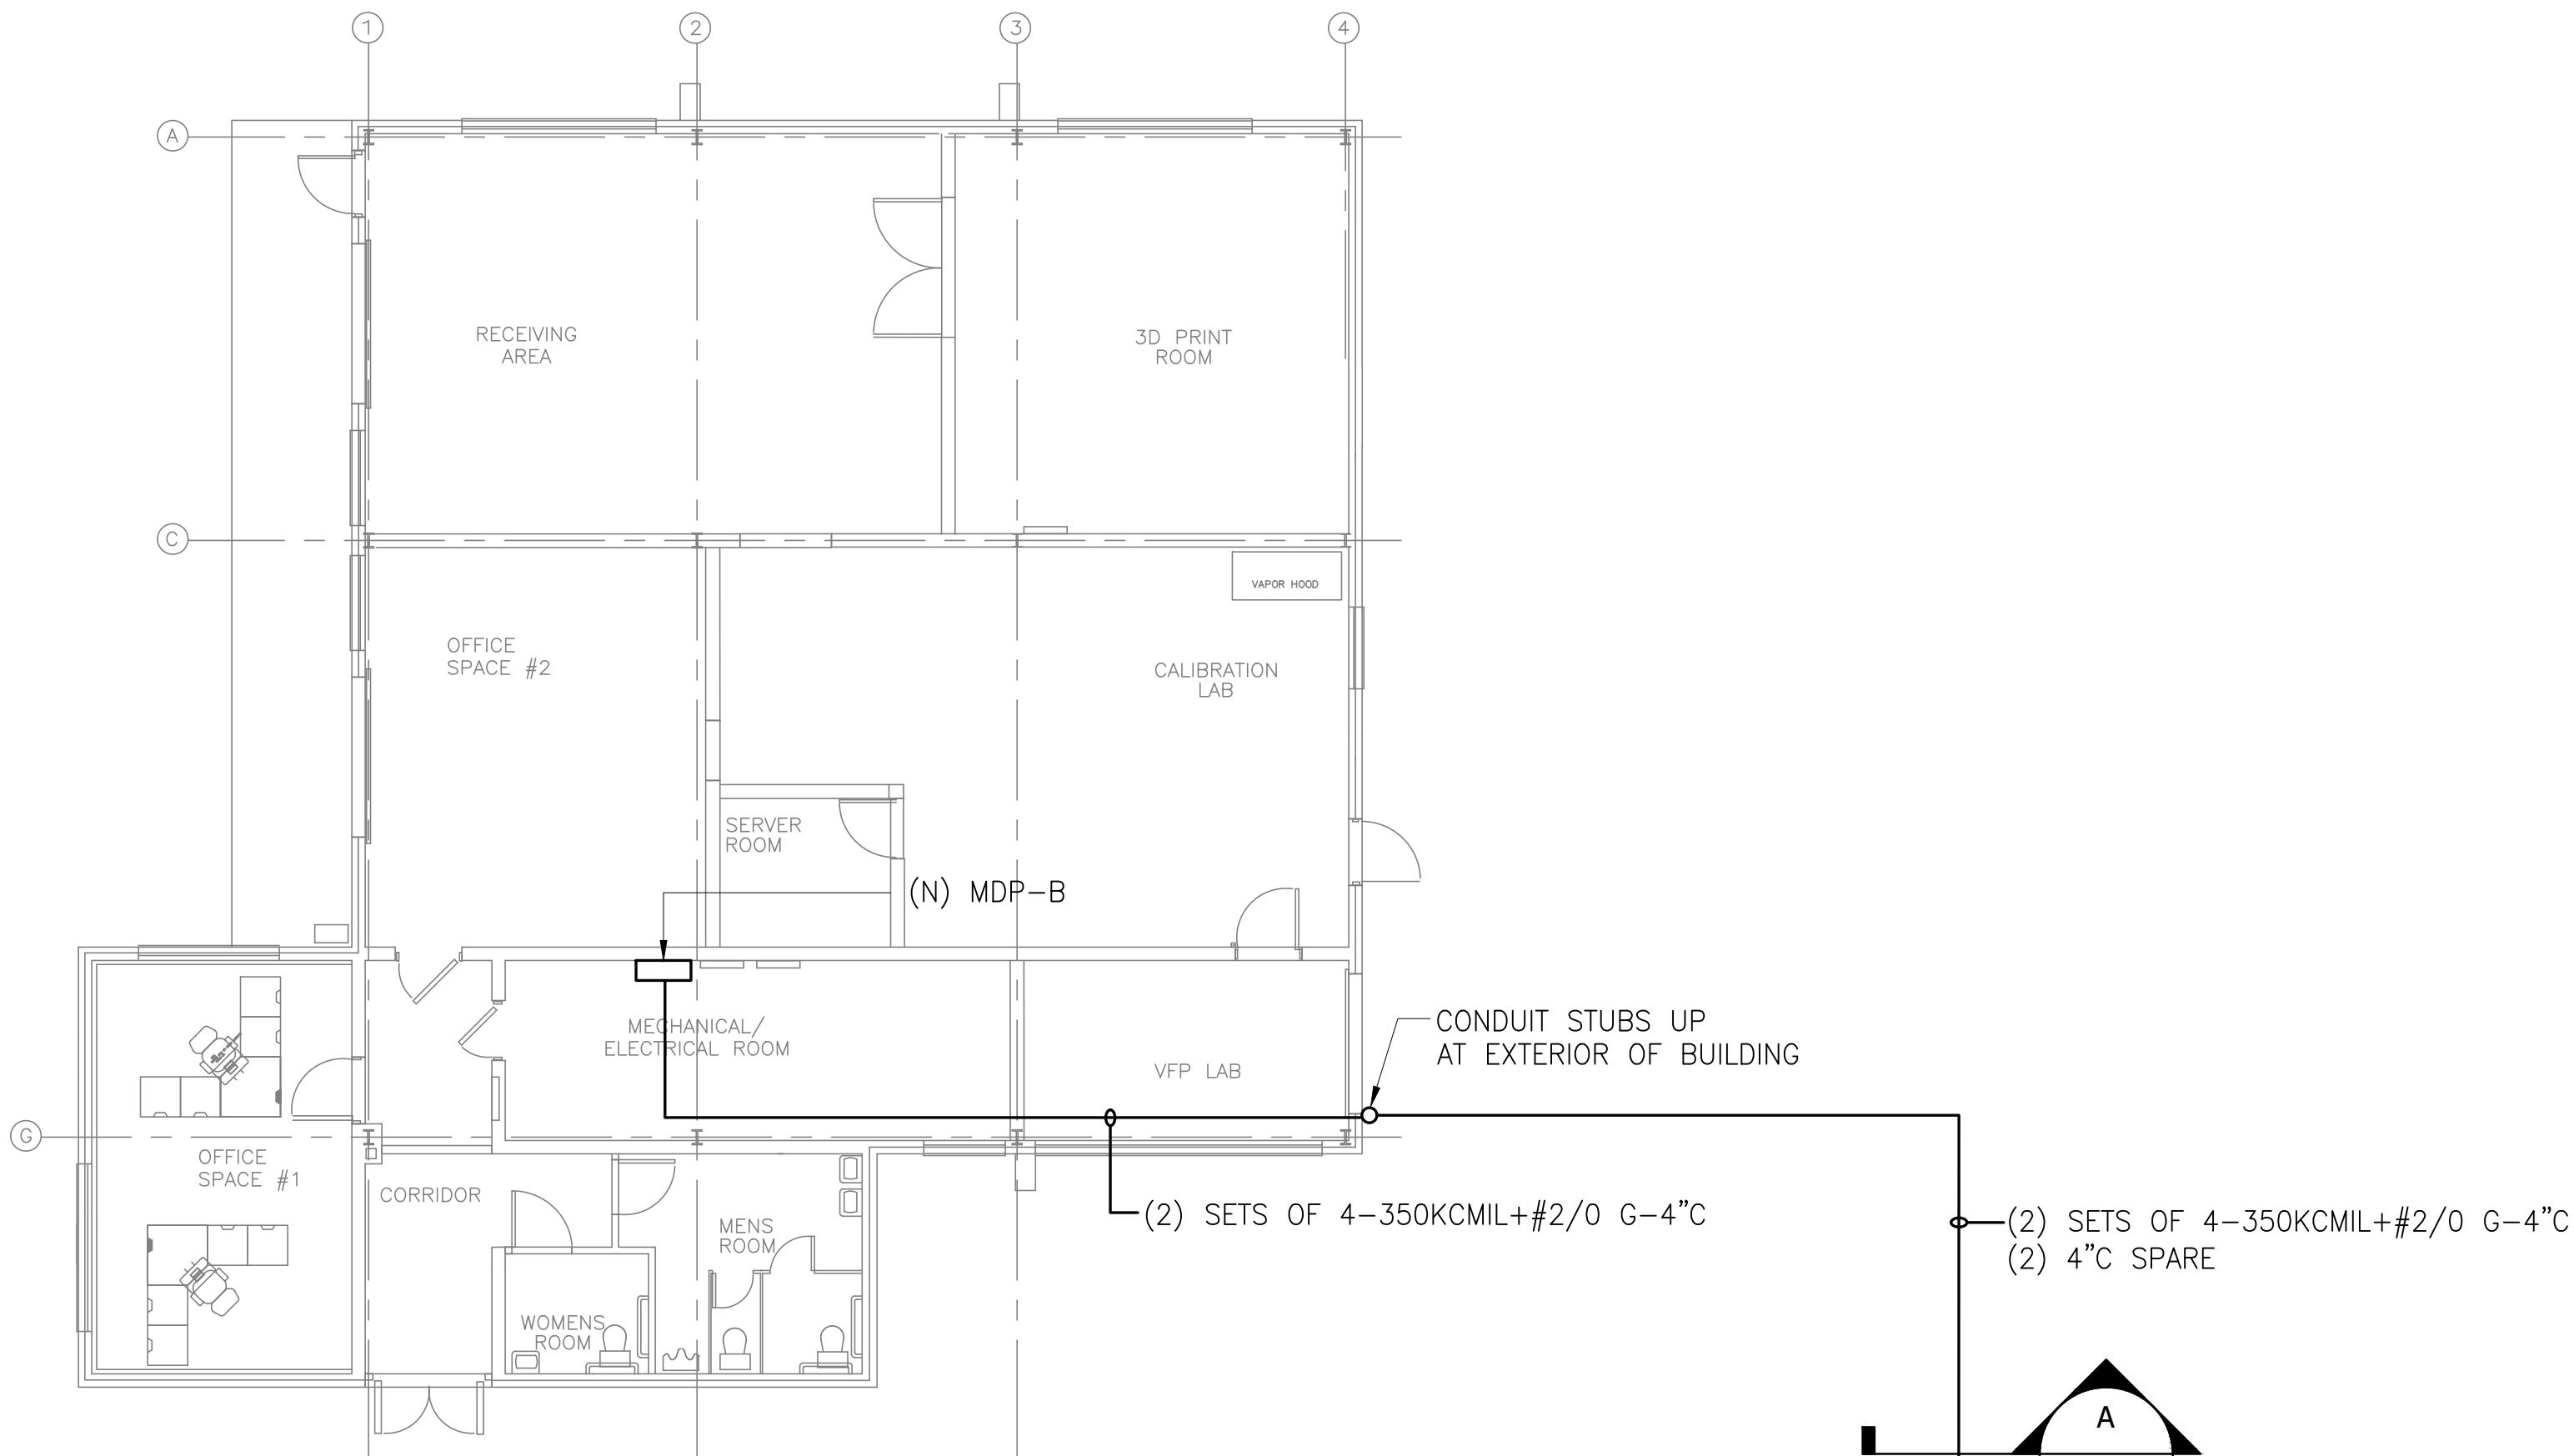 1
2
3
4
A
RECEIVING
AREA
3D PRINT
ROOM
C
VAPOR HOOD
OFFICE
SPACE #2
CALIBRATION
LAB
SERVER
ROOM
(N) MDP-B
MECHANICAL/
ELECTRICAL ROOM
CONDUIT STUBS UP
AT EXTERIOR OF BUILDING
VFP LAB
G
OFFICE
SPACE #1
CORRIDOR
(2) SETS OF 4-350KCMIL+#2/0 G-4"C
(2) SETS OF 4-350KCMIL+#2/0 G-4"C
(2) 4"C SPARE
MENS
ROOM
WOMENS
ROOM
A